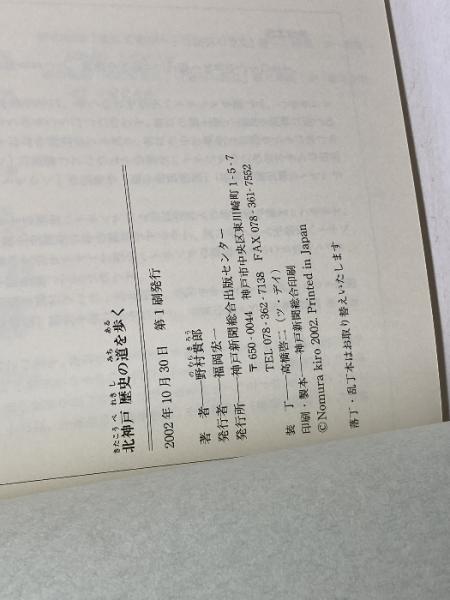 きたこうべ れきし みち ある
北神戸 歴史の道を歩く
2002年10月30日 第1刷発行
のむら きろう
著 者——野村貴郎
発行者——福岡宏一
発行所——神戸新聞総合出版センター
〒650-0044 神戸市中央区東川崎町1-5-7
TEL 078-362-7138 FAX 078-361-7552
装 丁——高橋啓二（ツ・デイ）
印刷・製本——神戸新聞総合印刷
©Nomura kiro 2002. Printed in Japan
落丁・乱丁本はお取り替えいたします